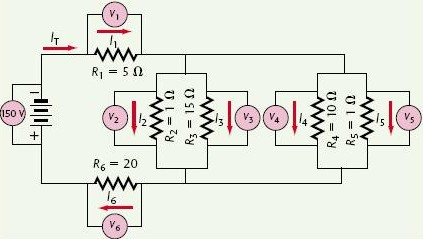 V1
IT
I1
R1 = 5 Ω
150 V
−
+
V2
I2
R2 = 1 Ω
R3 = 15 Ω
I3
V3
V4
I4
R4 = 10 Ω
R5 = 1 Ω
I5
V5
R6 = 20
I6
V6